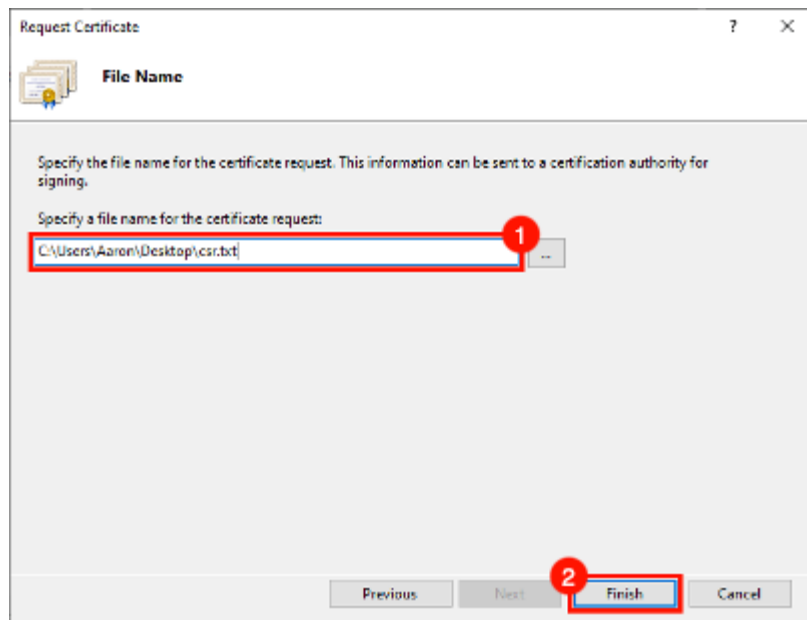 Request Certificate
?
File Name
Specify the file name for the certificate request. This information can be sent to a certification authority for
signing.
Specify a file name for the certificate request:
1
C:\Users\Aaron\Desktop\csr.txt
...
2
Previous
Next
Finish
Cancel